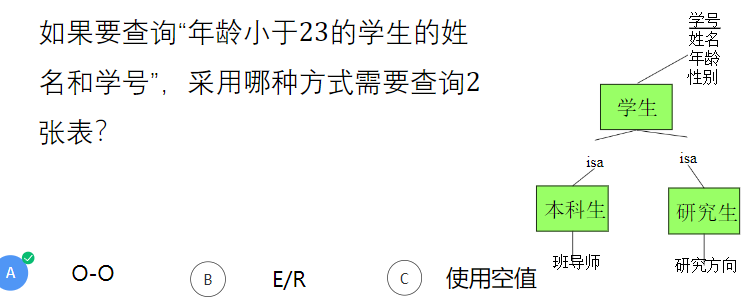 如果要查询“年龄小于23的学生的姓
名和学号”，采用哪种方式需要查询2
张表？
学号
姓名
年龄
性别
学生
isa
isa
本科生
研究生
班导师
研究方向
A O-O
B E/R
C 使用空值